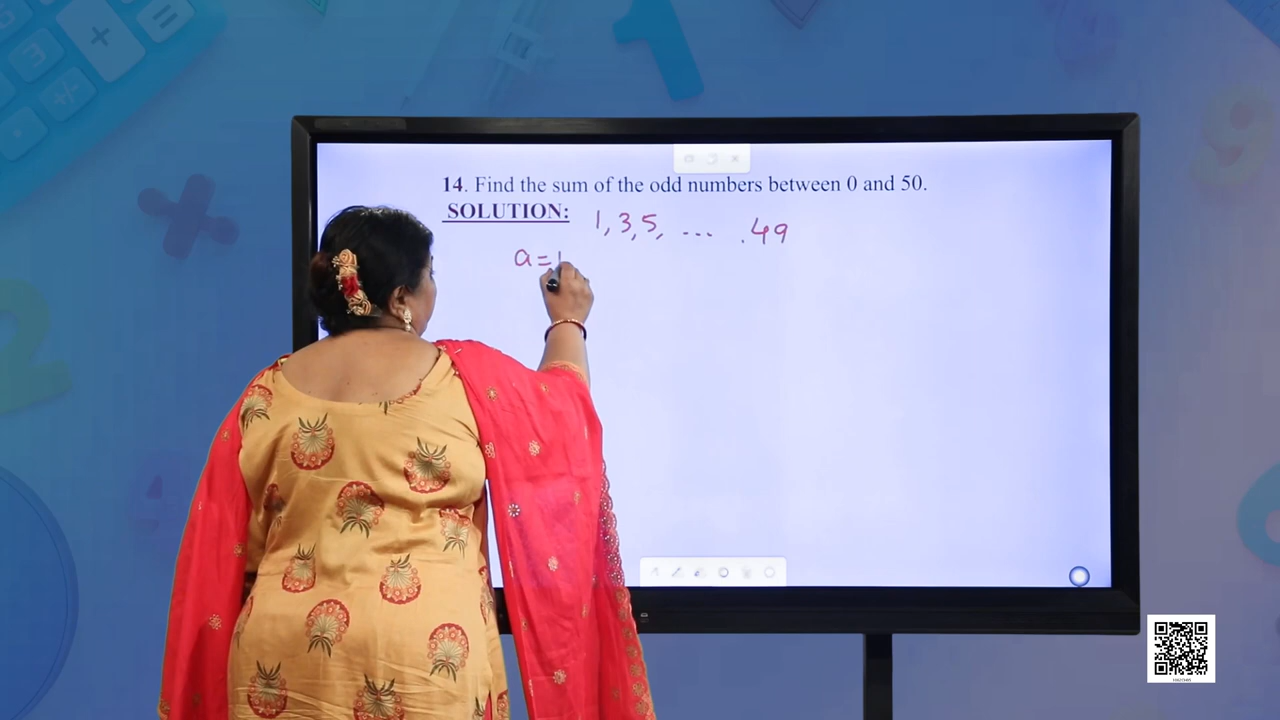 14. Find the sum of the odd numbers between 0 and 50.
SOLUTION:
1, 3, 5, ... .49
a = 1